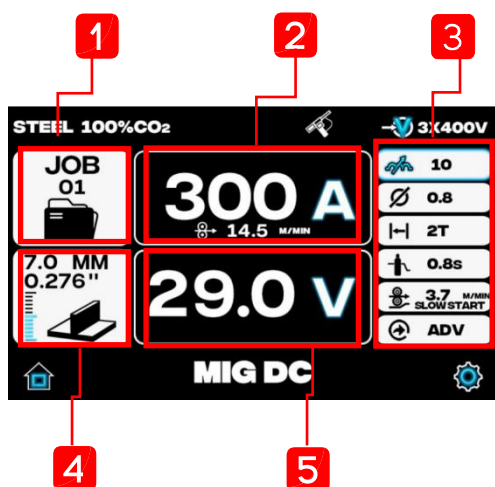 1
2
3
STEEL 100%CO2
3X400V
JOB
01
300 A
14.5 M/MIN
10
0.8
2T
0.8s
3.7 M/MIN
SLOW START
ADV
7.0 MM
0.276"
29.0 V
MIG DC
4
5